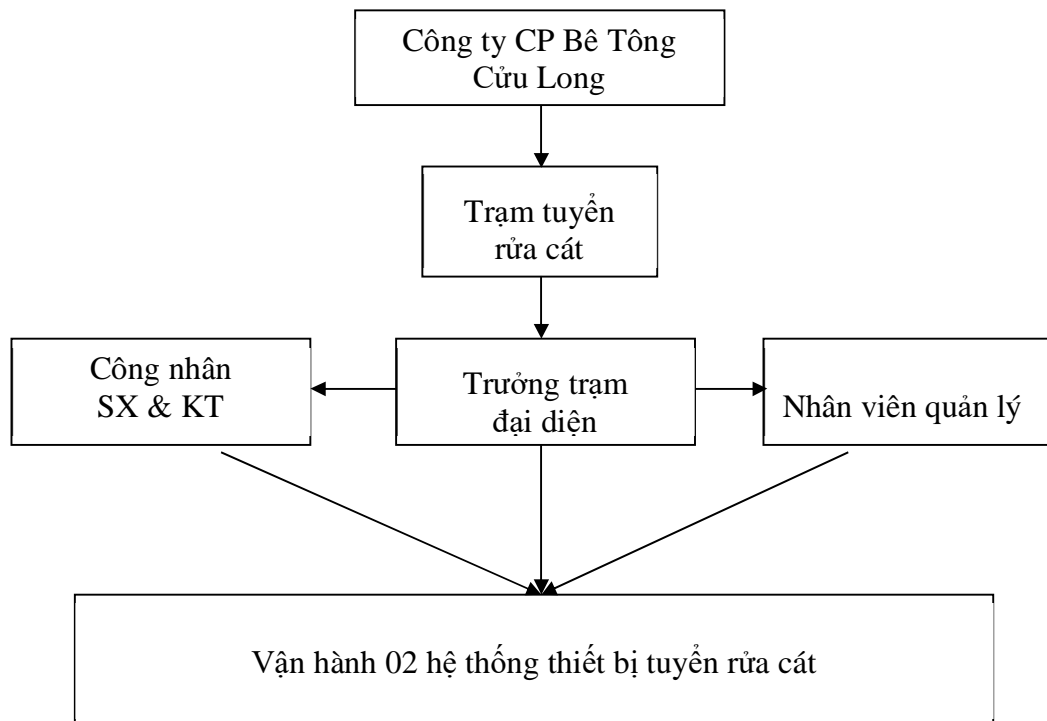 Công ty CP Bê Tông
Cửu Long
Trạm tuyển
rửa cát
Công nhân
SX & KT
Trưởng trạm
đại diện
Nhân viên quản lý
Vận hành 02 hệ thống thiết bị tuyển rửa cát